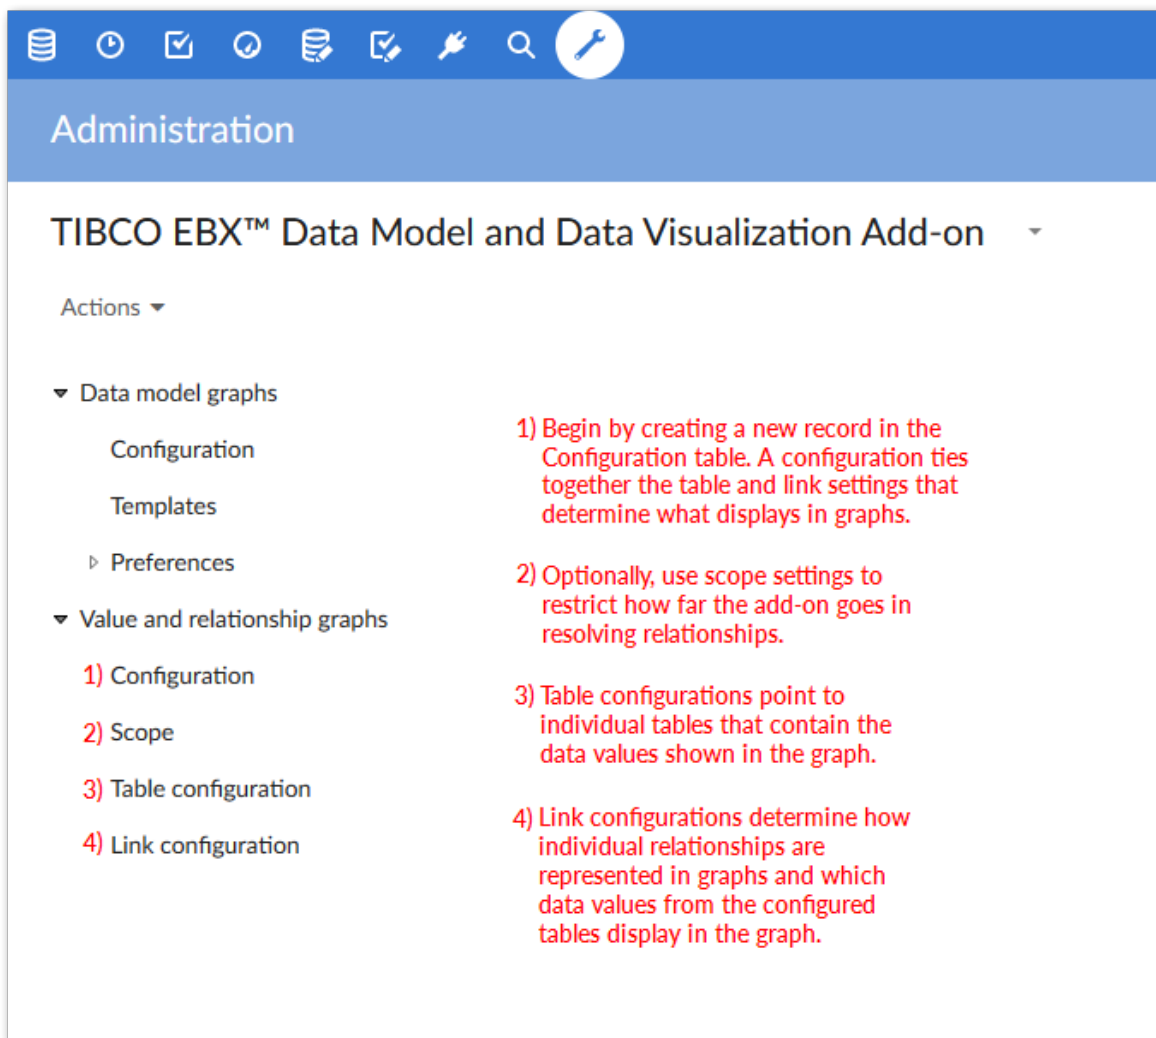 Administration
TIBCO EBX™ Data Model and Data Visualization Add-on
Actions
Data model graphs
Configuration
Templates
Preferences
Value and relationship graphs
1) Configuration
2) Scope
3) Table configuration
4) Link configuration
1) Begin by creating a new record in the
Configuration table. A configuration ties
together the table and link settings that
determine what displays in graphs.
2) Optionally, use scope settings to
restrict how far the add-on goes in
resolving relationships.
3) Table configurations point to
individual tables that contain the
data values shown in the graph.
4) Link configurations determine how
individual relationships are
represented in graphs and which
data values from the configured
tables display in the graph.